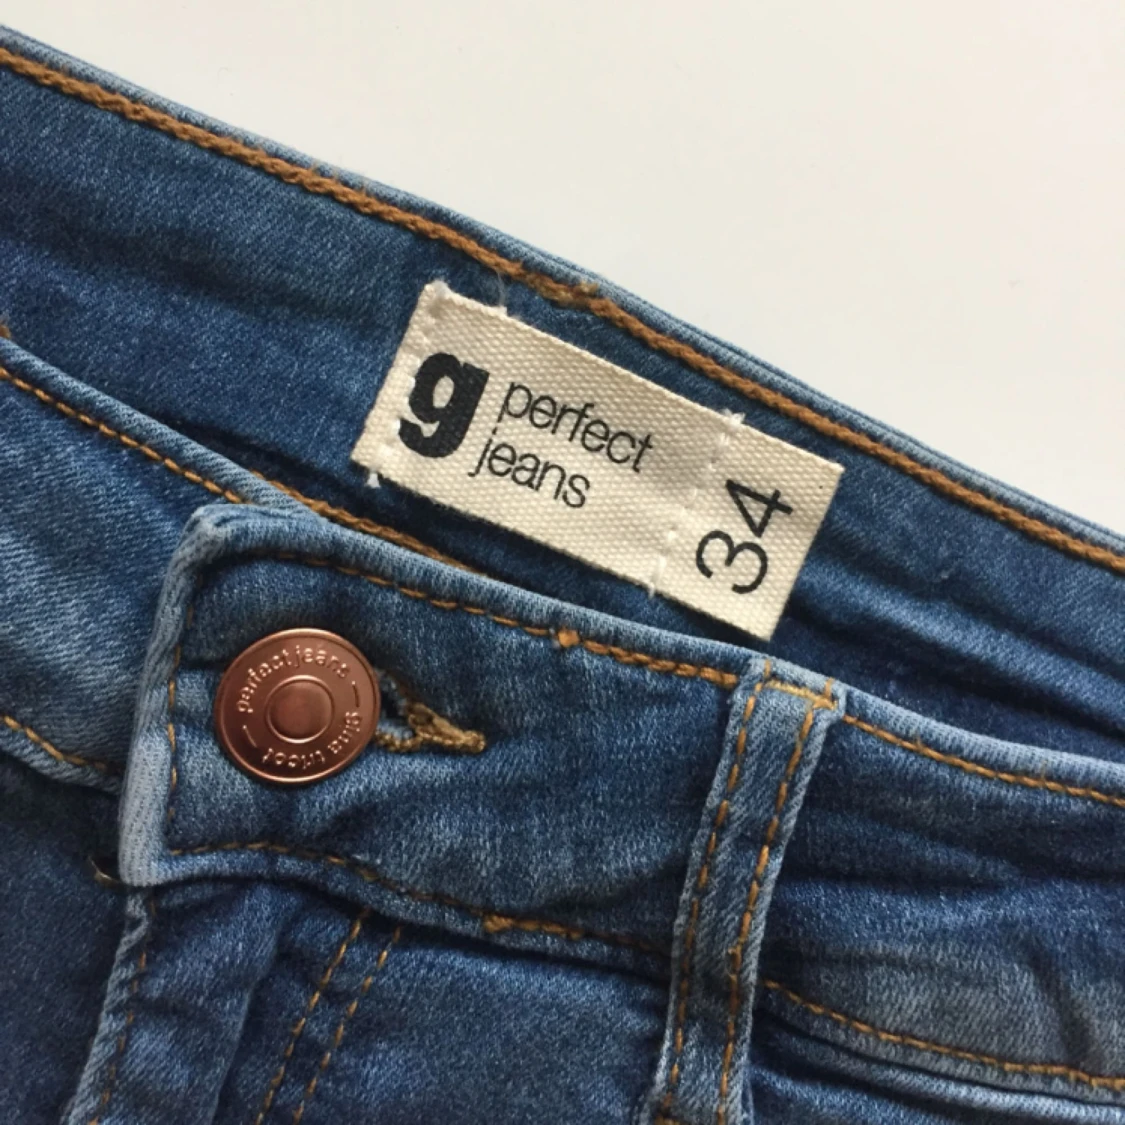 g
perfect
jeans
34
perfect jeans —
gina tricot —